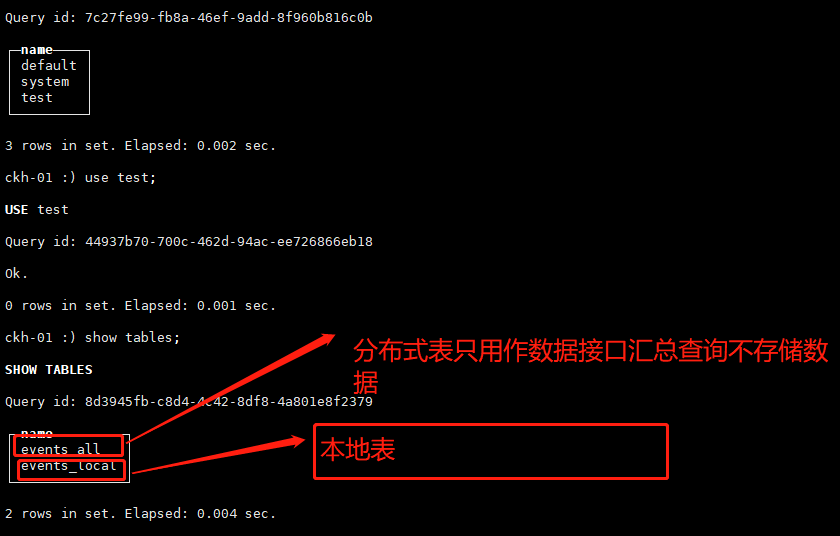 Query id: 7c27fe99-fb8a-46ef-9add-8f960b816c0b
name
default
system
test
3 rows in set. Elapsed: 0.002 sec.
ckh-01 :) use test;
USE test
Query id: 44937b70-700c-462d-94ac-ee726866eb18
Ok.
0 rows in set. Elapsed: 0.001 sec.
ckh-01 :) show tables;
分布式表只用作数据接口汇总查询不存储数
据
SHOW TABLES
Query id: 8d3945fb-c8d4-4c42-8df8-4a801e8f2379
name
events_all
本地表
events_local
2 rows in set. Elapsed: 0.004 sec.